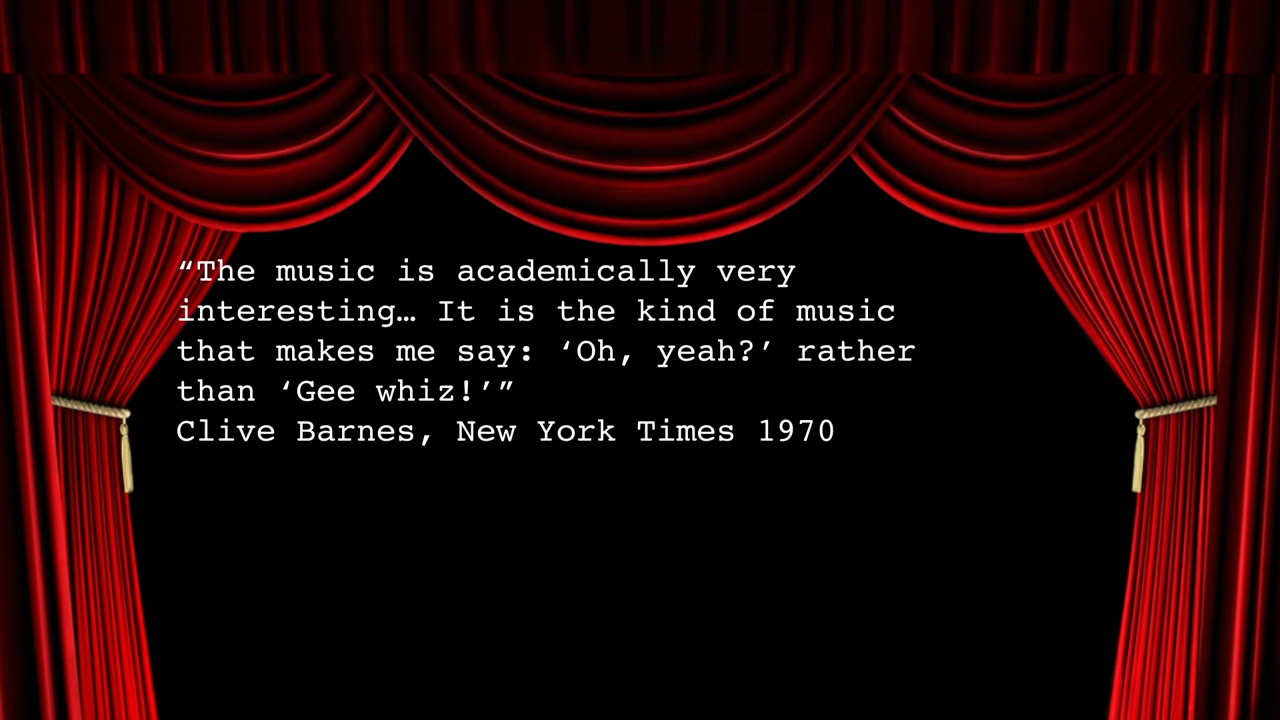 “The music is academically very
interesting… It is the kind of music
that makes me say: ‘Oh, yeah?’ rather
than ‘Gee whiz!’”
Clive Barnes, New York Times 1970